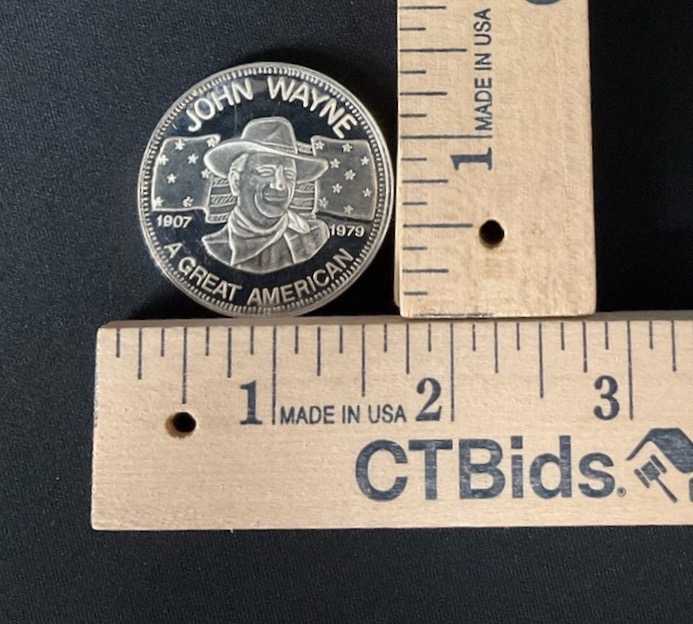 JOHN WAYNE
1907
1979
A GREAT AMERICAN
MADE IN USA
1
1
MADE IN USA
2
3
CTBids.